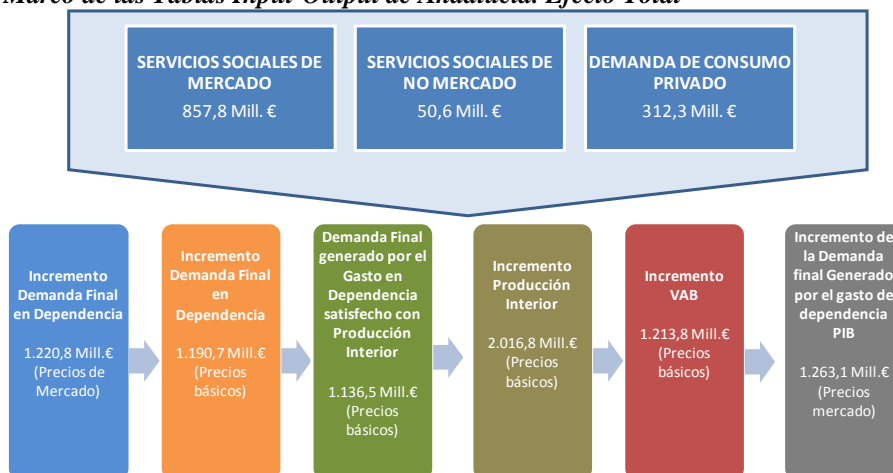 Marco de las Tablas Input-Output de Andalucía. Efecto Total
SERVICIOS SOCIALES DE
MERCADO
857,8 Mill. €
SERVICIOS SOCIALES DE
NO MERCADO
50,6 Mill. €
DEMANDA DE CONSUMO
PRIVADO
312,3 Mill. €
Incremento
Demanda Final
en Dependencia
1.220,8 Mill.€
(Precios de
Mercado)
Incremento
Demanda Final
en
Dependencia
1.190,7 Mill.€
(Precios
básicos)
Demanda Final
generado por el
Gasto en
Dependencia
satisfecho con
Producción
Interior
1.136,5 Mill.€
(Precios
básicos)
Incremento
Producción
Interior
2.016,8 Mill.€
(Precios
básicos)
Incremento
VAB
1.213,8 Mill.€
(Precios
básicos)
Incremento de
la Demanda
final Generado
por el gasto de
dependencia
PIB
1.263,1 Mill.€
(Precios
mercado)